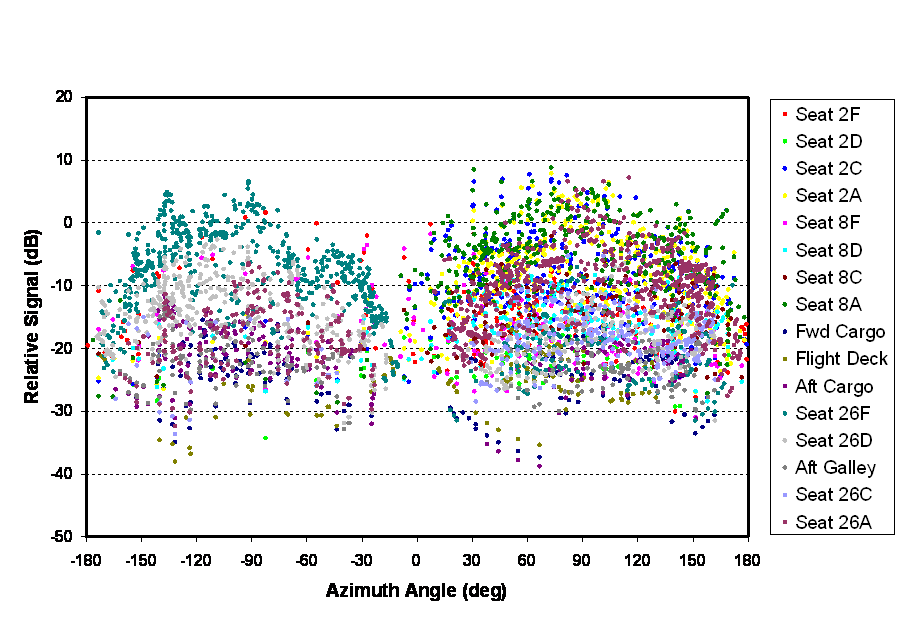 20
10
0
-10
-20
-30
-40
-50
Relative Signal (dB)
-180 -150 -120 -90 -60 -30 0 30 60 90 120 150 180
Azimuth Angle (deg)
Seat 2F
Seat 2D
Seat 2C
Seat 2A
Seat 8F
Seat 8D
Seat 8C
Seat 8A
Fwd Cargo
Flight Deck
Aft Cargo
Seat 26F
Seat 26D
Aft Galley
Seat 26C
Seat 26A